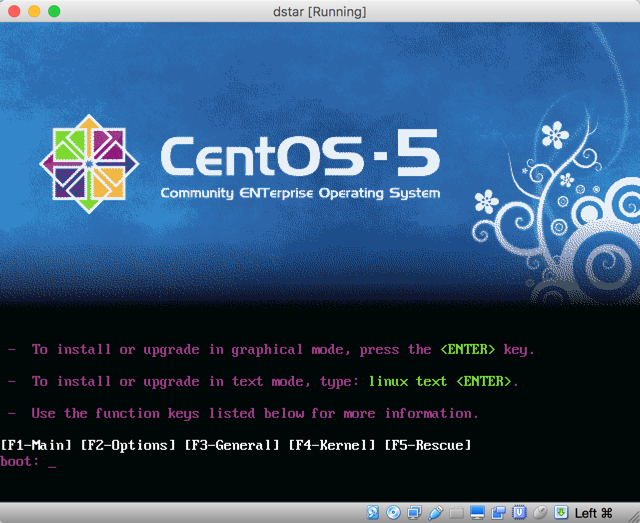 dstar [Running]
CentOS-5
Community ENTerprise Operating System
- To install or upgrade in graphical mode, press the <ENTER> key.
- To install or upgrade in text mode, type: linux text <ENTER>.
- Use the function keys listed below for more information.
[F1-Main] [F2-Options] [F3-General] [F4-Kernel] [F5-Rescue]
boot: _
Left ⌘